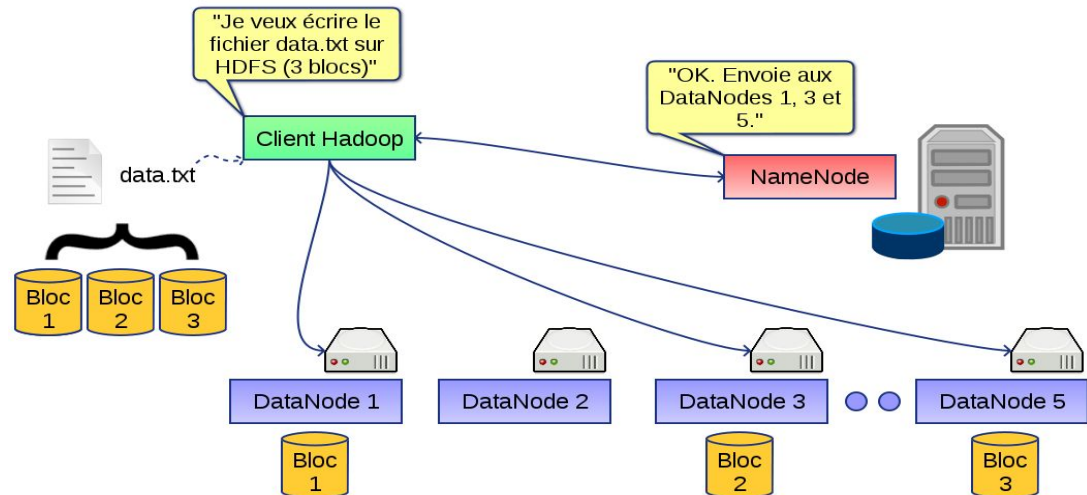 "Je veux écrire le
fichier data.txt sur
HDFS (3 blocs)"
"OK. Envoie aux
DataNodes 1, 3 et
5."
Client Hadoop
NameNode
data.txt
Bloc
1
Bloc
2
Bloc
3
DataNode 1
DataNode 2
DataNode 3
DataNode 5
Bloc
1
Bloc
2
Bloc
3